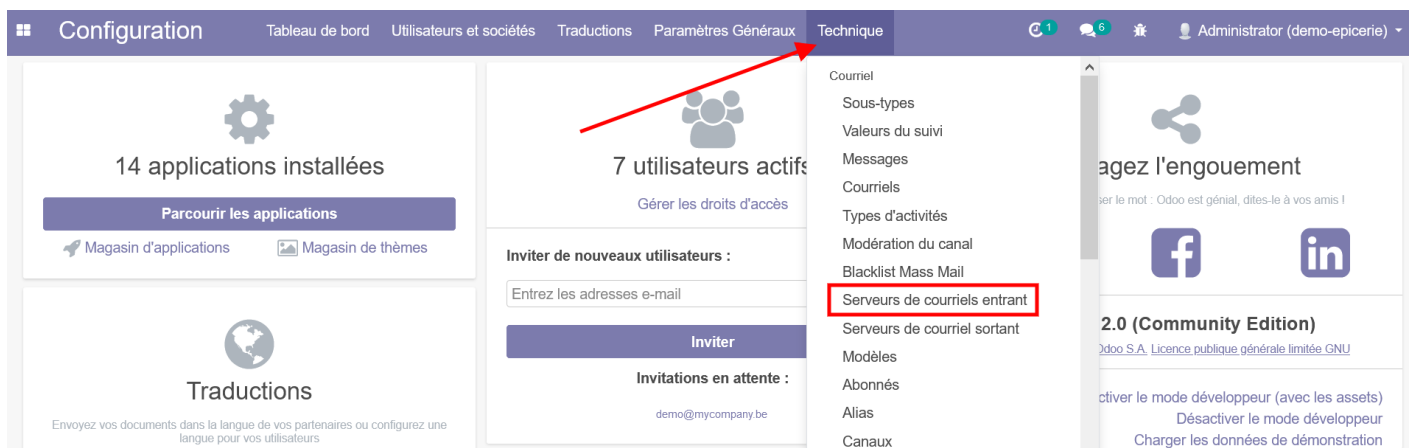 Configuration
Tableau de bord
Utilisateurs et sociétés
Traductions
Paramètres Généraux
Technique
1
6
Administrator (demo-epicerie)
14 applications installées
Parcourir les applications
Magasin d'applications
Magasin de thèmes
Traductions
Envoyez vos documents dans la langue de vos partenaires ou configurez une
langue pour vos utilisateurs
7 utilisateurs actifs
Gérer les droits d'accès
Inviter de nouveaux utilisateurs :
Entrez les adresses e-mail
Inviter
Invitations en attente :
demo@mycompany.be
Courriel
Sous-types
Valeurs du suivi
Messages
Courriels
Types d'activités
Modération du canal
Blacklist Mass Mail
Serveurs de courriels entrant
Serveurs de courriel sortant
Modèles
Abonnés
Alias
Canaux
agez l'engouement
ser le mot : Odoo est génial, dites-le à vos amis !
f
in
2.0 (Community Edition)
Odoo S.A. Licence publique générale limitée GNU
ctiver le mode développeur (avec les assets)
Désactiver le mode développeur
Charger les données de démonstration